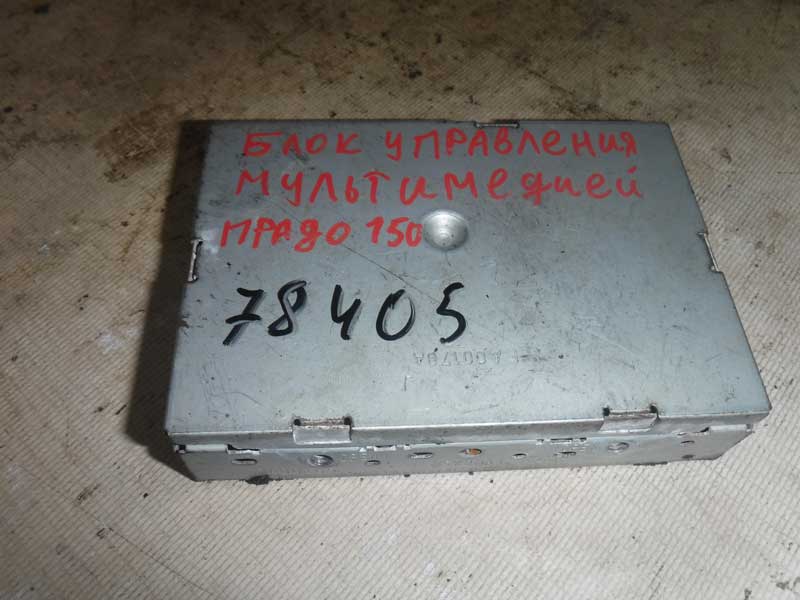 БЛОК УПРАВЛЕНИЯ
МУЛЬТИМЕДИЕЙ
ПРАДО 150
78405